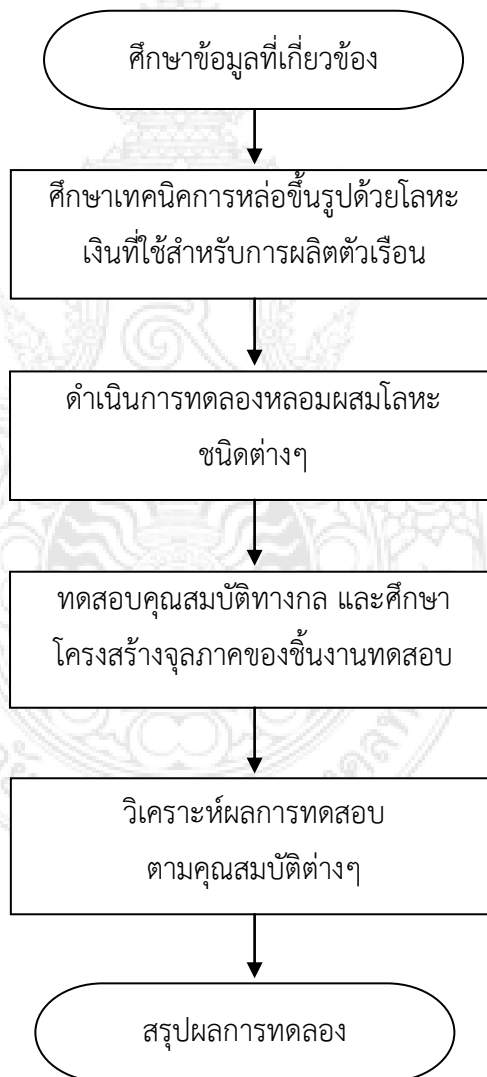 ศึกษาข้อมูลที่เกี่ยวข้อง
ศึกษาเทคนิคการหล่อขึ้นรูปด้วยโลหะ
เงินที่ใช้สำหรับการผลิตตัวเรือน
ดำเนินการทดลองหลอมผสมโลหะ
ชนิดต่างๆ
ทดสอบคุณสมบัติทางกล และศึกษา
โครงสร้างจุลภาคของชิ้นงานทดสอบ
วิเคราะห์ผลการทดสอบ
ตามคุณสมบัติต่างๆ
สรุปผลการทดลอง